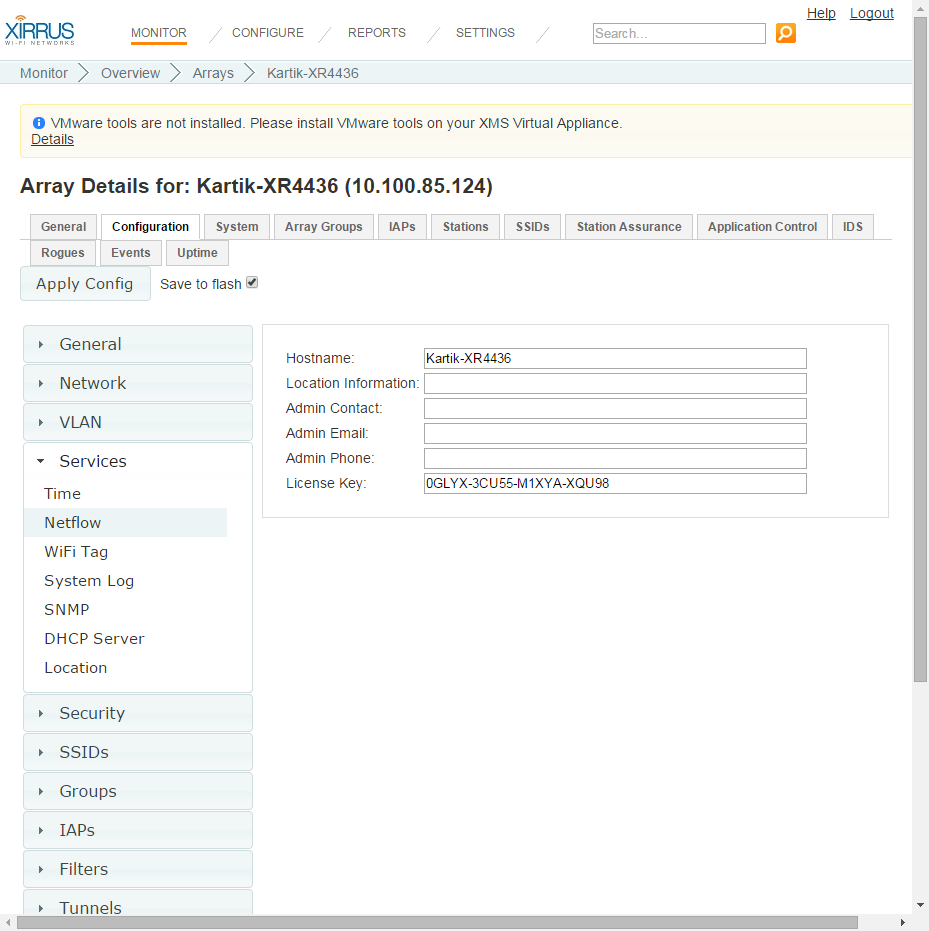 Help Logout
XIRRUS
WI-FI NETWORKS
MONITOR CONFIGURE REPORTS SETTINGS Search...
Monitor Overview Arrays Kartik-XR4436
VMware tools are not installed. Please install VMware tools on your XMS Virtual Appliance.
Details
Array Details for: Kartik-XR4436 (10.100.85.124)
General Configuration System Array Groups IAPs Stations SSIDs Station Assurance Application Control IDS
Rogues Events Uptime
Apply Config Save to flash
General
Network
VLAN
Services
Time
Netflow
WiFi Tag
System Log
SNMP
DHCP Server
Location
Security
SSIDs
Groups
IAPs
Filters
Tunnels
Hostname: Kartik-XR4436
Location Information:
Admin Contact:
Admin Email:
Admin Phone:
License Key: 0GLYX-3CU55-M1XYA-XQU98